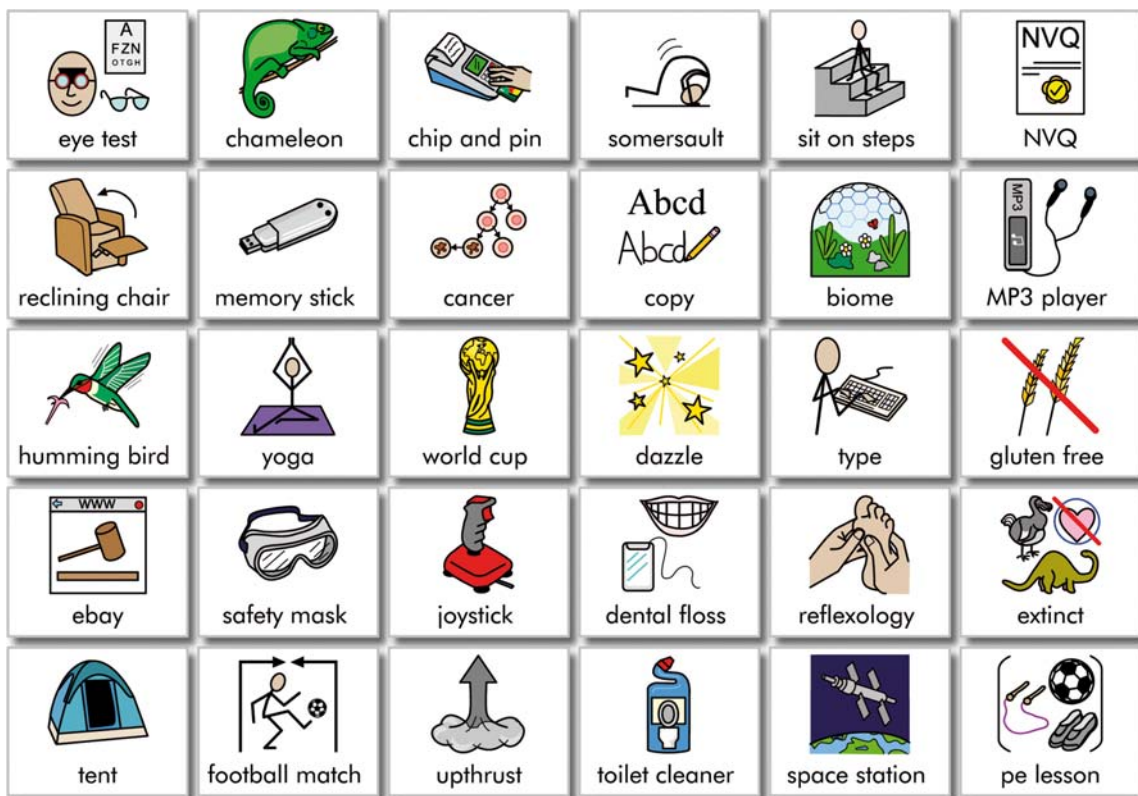 A
FZN
OTGH
eye test
chameleon
chip and pin
somersault
sit on steps
NVQ
NVQ
reclining chair
memory stick
cancer
Abcd
Abcd
copy
biome
MP3
MP3 player
humming bird
yoga
world cup
dazzle
type
gluten free
WWW
ebay
safety mask
joystick
dental floss
reflexology
extinct
tent
football match
upthrust
toilet cleaner
space station
pe lesson